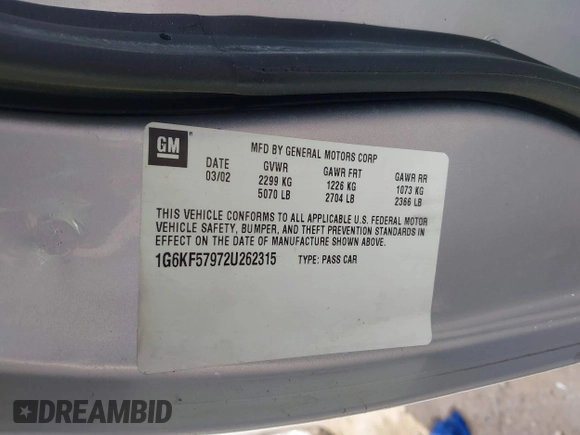 GM
MFD BY GENERAL MOTORS CORP
DATE GVWR GAWR FRT GAWR RR
03/02 2299 KG 1226 KG 1073 KG
5070 LB 2704 LB 2366 LB
THIS VEHICLE CONFORMS TO ALL APPLICABLE U.S. FEDERAL MOTOR
VEHICLE SAFETY, BUMPER, AND THEFT PREVENTION STANDARDS IN
EFFECT ON THE DATE OF MANUFACTURE SHOWN ABOVE.
1G6KF57972U262315 TYPE: PASS CAR
DREAMBID